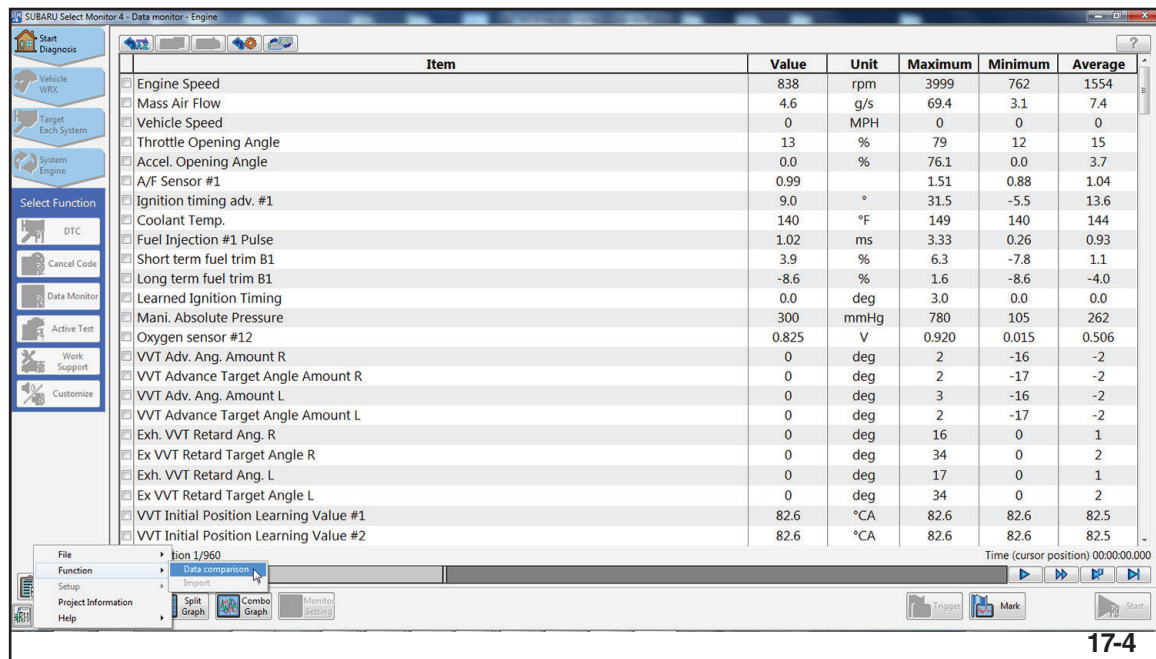 SUBARU Select Monitor 4 - Data monitor - Engine
Start
Diagnosis
Vehicle
WRX
Target
Each System
System
Engine
Select Function
DTC
Cancel Code
Data Monitor
Active Test
Work
Support
Customize
?
Item Value Unit Maximum Minimum Average
Engine Speed 838 rpm 3999 762 1554
Mass Air Flow 4.6 g/s 69.4 3.1 7.4
Vehicle Speed 0 MPH 0 0 0
Throttle Opening Angle 13 % 79 12 15
Accel. Opening Angle 0.0 % 76.1 0.0 3.7
A/F Sensor #1 0.99 1.51 0.88 1.04
Ignition timing adv. #1 9.0 ° 31.5 -5.5 13.6
Coolant Temp. 140 °F 149 140 144
Fuel Injection #1 Pulse 1.02 ms 3.33 0.26 0.93
Short term fuel trim B1 3.9 % 6.3 -7.8 1.1
Long term fuel trim B1 -8.6 % 1.6 -8.6 -4.0
Learned Ignition Timing 0.0 deg 3.0 0.0 0.0
Mani. Absolute Pressure 300 mmHg 780 105 262
Oxygen sensor #12 0.825 V 0.920 0.015 0.506
VVT Adv. Ang. Amount R 0 deg 2 -16 -2
VVT Advance Target Angle Amount R 0 deg 2 -17 -2
VVT Adv. Ang. Amount L 0 deg 3 -16 -2
VVT Advance Target Angle Amount L 0 deg 2 -17 -2
Exh. VVT Retard Ang. R 0 deg 16 0 1
Ex VVT Retard Target Angle R 0 deg 34 0 2
Exh. VVT Retard Ang. L 0 deg 17 0 1
Ex VVT Retard Target Angle L 0 deg 34 0 2
VVT Initial Position Learning Value #1 82.6 °CA 82.6 82.6 82.5
VVT Initial Position Learning Value #2 82.6 °CA 82.6 82.6 82.5
tion 1/960 Time (cursor position) 00:00:00.000
File
Function
Setup
Project Information
Help
Data comparison
Import
Split
Graph
Combo
Graph
Monitor
Setting
Trigger
Mark
Start
17-4